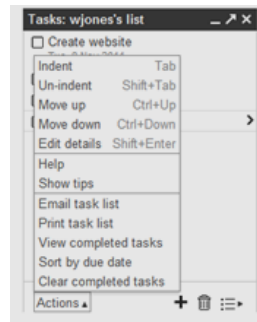 Tasks: wjones's list
Create website
Indent Tab
Un-indent Shift+Tab
Move up Ctrl+Up
Move down Ctrl+Down
Edit details Shift+Enter
Help
Show tips
Email task list
Print task list
View completed tasks
Sort by due date
Clear completed tasks
Actions